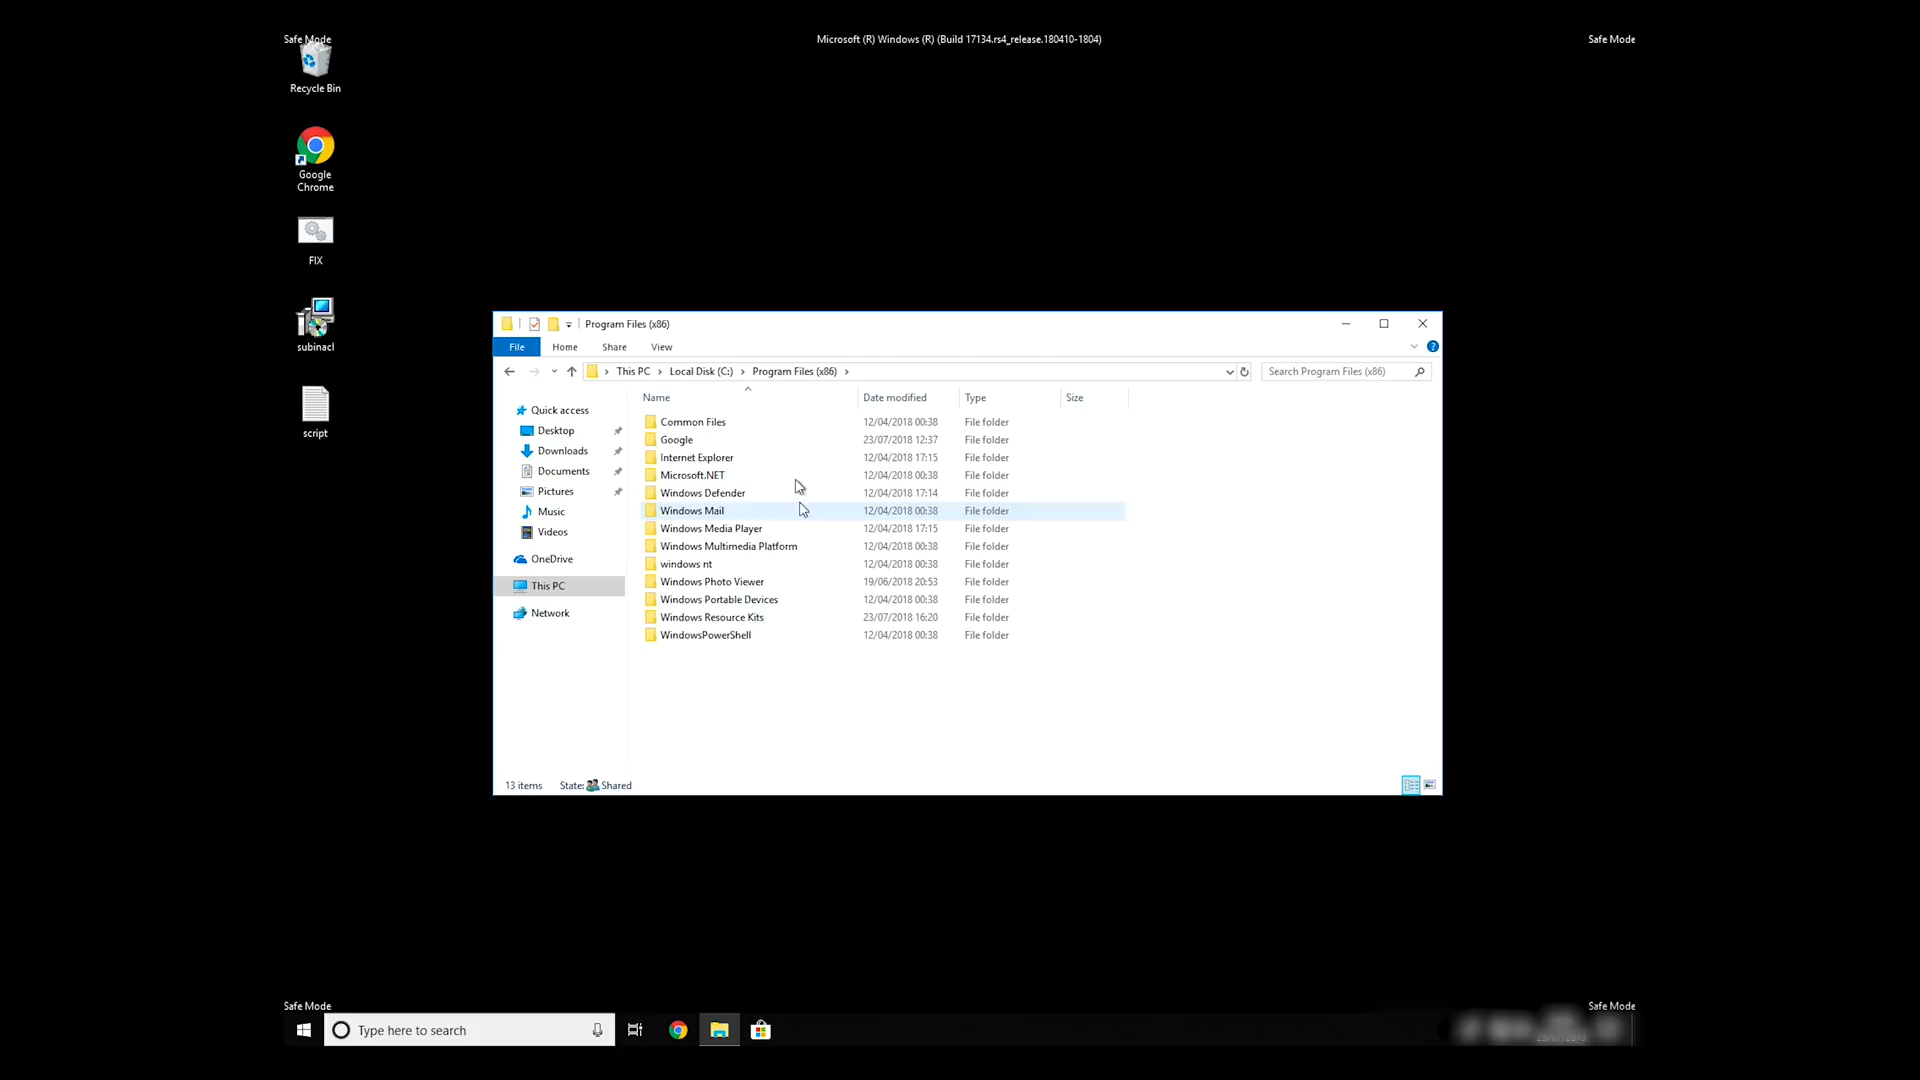 Safe Mode
Microsoft (R) Windows (R) (Build 17134.rs4_release.180410-1804)
Safe Mode
Recycle Bin
Google
Chrome
FIX
subinacl
script
Program Files (x86)
File Home Share View
This PC > Local Disk (C:) > Program Files (x86) >
Search Program Files (x86)
Name Date modified Type Size
Quick access
Desktop
Downloads
Documents
Pictures
Music
Videos
OneDrive
This PC
Network
Common Files 12/04/2018 00:38 File folder
Google 23/07/2018 12:37 File folder
Internet Explorer 12/04/2018 17:15 File folder
Microsoft.NET 12/04/2018 00:38 File folder
Windows Defender 12/04/2018 17:14 File folder
Windows Mail 12/04/2018 00:38 File folder
Windows Media Player 12/04/2018 17:15 File folder
Windows Multimedia Platform 12/04/2018 00:38 File folder
windows nt 12/04/2018 00:38 File folder
Windows Photo Viewer 19/06/2018 20:53 File folder
Windows Portable Devices 12/04/2018 00:38 File folder
Windows Resource Kits 23/07/2018 16:20 File folder
WindowsPowerShell 12/04/2018 00:38 File folder
13 items State: Shared
Safe Mode
Safe Mode
Type here to search